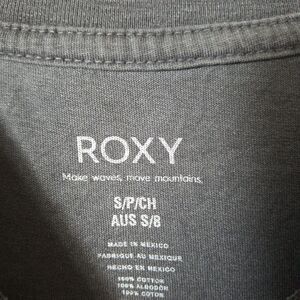 ROXY
Make waves, move mountains.
S/P/CH
AUS S/8
MADE IN MEXICO
FABRIQUÉ AU MEXIQUE
HECHO EN MEXICO
100% COTTON
100% ALGODÓN
100% COTON